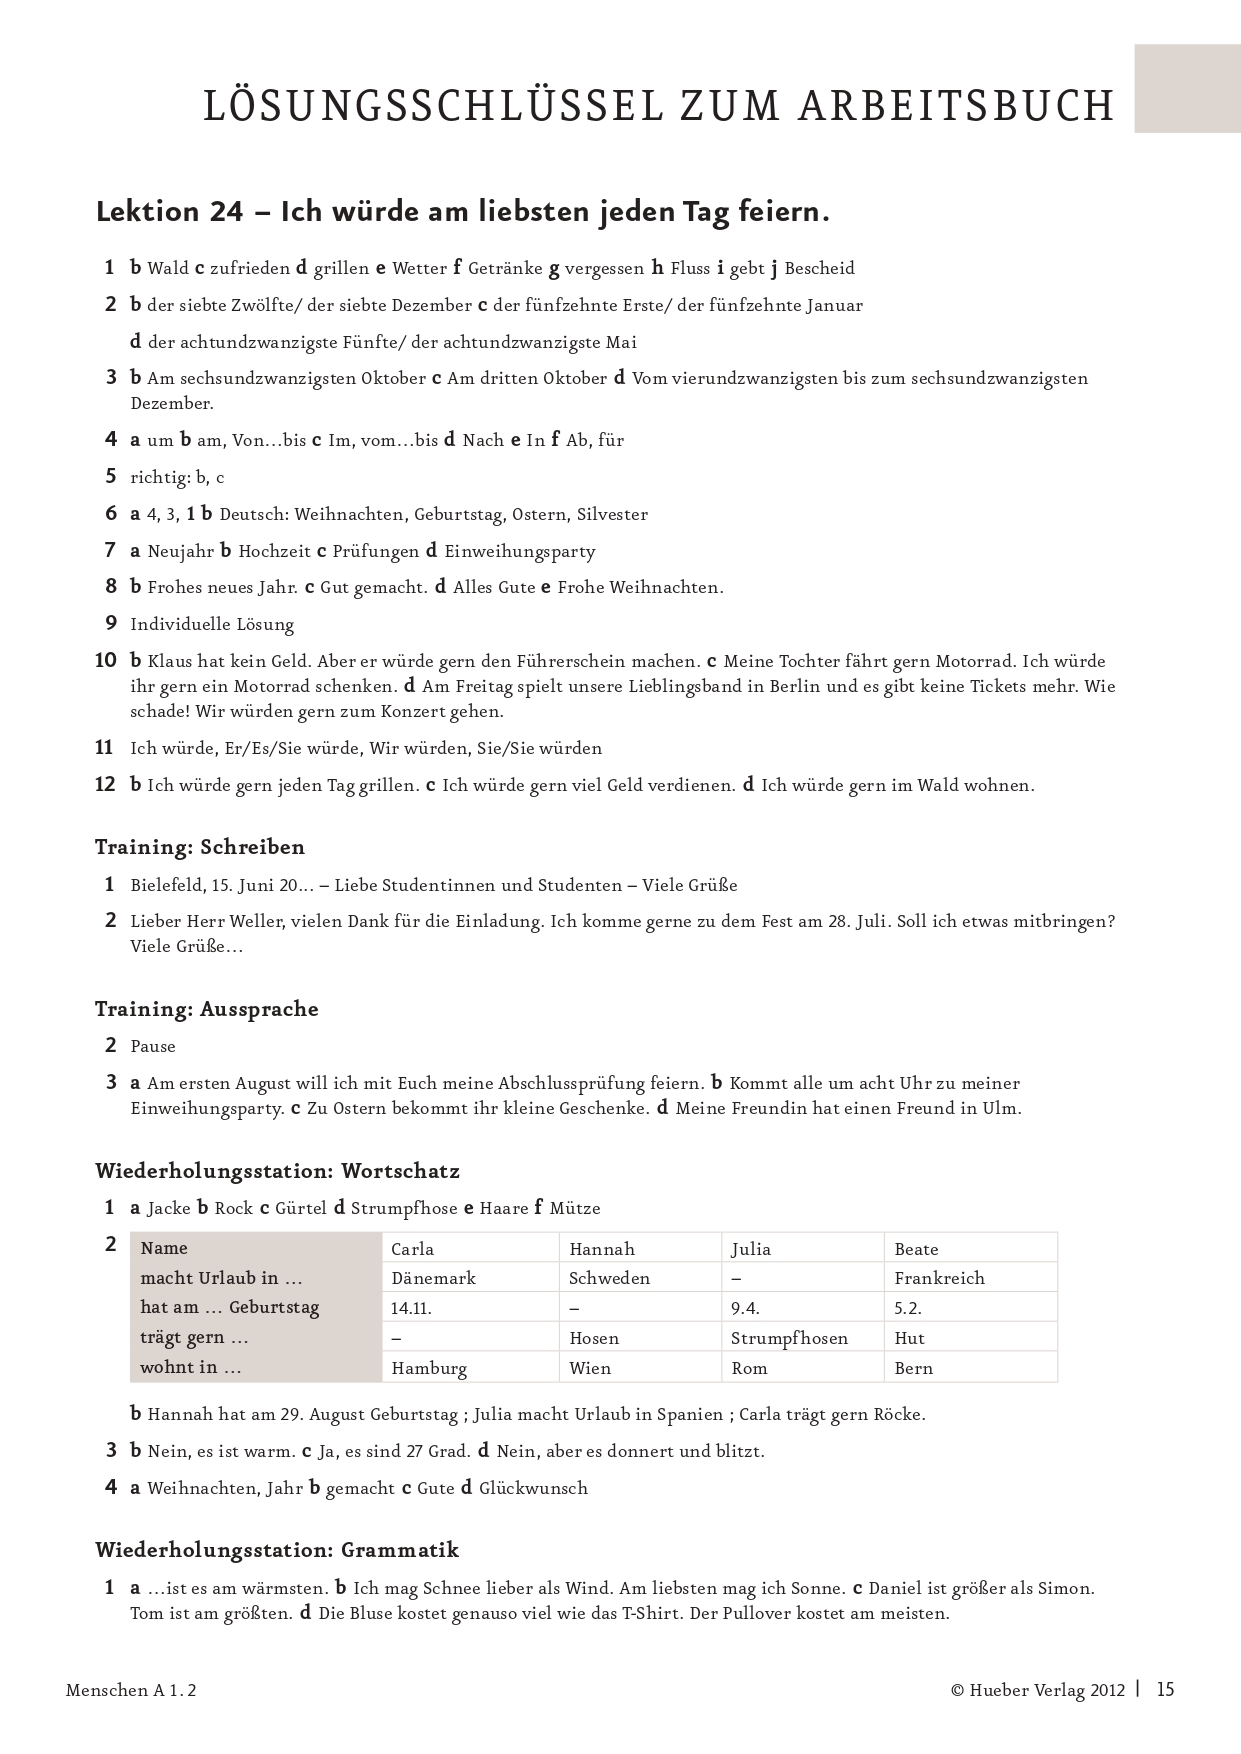 LÖSUNGSSCHLÜSSEL ZUM ARBEITSBUCH
Lektion 24 – Ich würde am liebsten jeden Tag feiern.
1 b Wald c zufrieden d grillen e Wetter f Getränke g vergessen h Fluss i gebt j Bescheid
2 b der siebte Zwölfte/ der siebte Dezember c der fünfzehnte Erste/ der fünfzehnte Januar
d der achtundzwanzigste Fünfte/ der achtundzwanzigste Mai
3 b Am sechsundzwanzigsten Oktober c Am dritten Oktober d Vom vierundzwanzigsten bis zum sechsundzwanzigsten
Dezember.
4 a um b am, Von…bis c Im, vom…bis d Nach e In f Ab, für
5 richtig: b, c
6 a 4, 3, 1 b Deutsch: Weihnachten, Geburtstag, Ostern, Silvester
7 a Neujahr b Hochzeit c Prüfungen d Einweihungsparty
8 b Frohes neues Jahr. c Gut gemacht. d Alles Gute e Frohe Weihnachten.
9 Individuelle Lösung
10 b Klaus hat kein Geld. Aber er würde gern den Führerschein machen. c Meine Tochter fährt gern Motorrad. Ich würde
ihr gern ein Motorrad schenken. d Am Freitag spielt unsere Lieblingsband in Berlin und es gibt keine Tickets mehr. Wie
schade! Wir würden gern zum Konzert gehen.
11 Ich würde, Er/Es/Sie würde, Wir würden, Sie/Sie würden
12 b Ich würde gern jeden Tag grillen. c Ich würde gern viel Geld verdienen. d Ich würde gern im Wald wohnen.
Training: Schreiben
1 Bielefeld, 15. Juni 20… – Liebe Studentinnen und Studenten – Viele Grüße
2 Lieber Herr Weller, vielen Dank für die Einladung. Ich komme gerne zu dem Fest am 28. Juli. Soll ich etwas mitbringen?
Viele Grüße…
Training: Aussprache
2 Pause
3 a Am ersten August will ich mit Euch meine Abschlussprüfung feiern. b Kommt alle um acht Uhr zu meiner
Einweihungsparty. c Zu Ostern bekommt ihr kleine Geschenke. d Meine Freundin hat einen Freund in Ulm.
Wiederholungsstation: Wortschatz
1 a Jacke b Rock c Gürtel d Strumpfhose e Haare f Mütze
2 Name Carla Hannah Julia Beate
macht Urlaub in … Dänemark Schweden – Frankreich
hat am … Geburtstag 14.11. – 9.4. 5.2.
trägt gern … – Hosen Strumpfhosen Hut
wohnt in … Hamburg Wien Rom Bern
b Hannah hat am 29. August Geburtstag ; Julia macht Urlaub in Spanien ; Carla trägt gern Röcke.
3 b Nein, es ist warm. c Ja, es sind 27 Grad. d Nein, aber es donnert und blitzt.
4 a Weihnachten, Jahr b gemacht c Gute d Glückwunsch
Wiederholungsstation: Grammatik
1 a …ist es am wärmsten. b Ich mag Schnee lieber als Wind. Am liebsten mag ich Sonne. c Daniel ist größer als Simon.
Tom ist am größten. d Die Bluse kostet genauso viel wie das T-Shirt. Der Pullover kostet am meisten.
Menschen A 1.2 © Hueber Verlag 2012 | 15